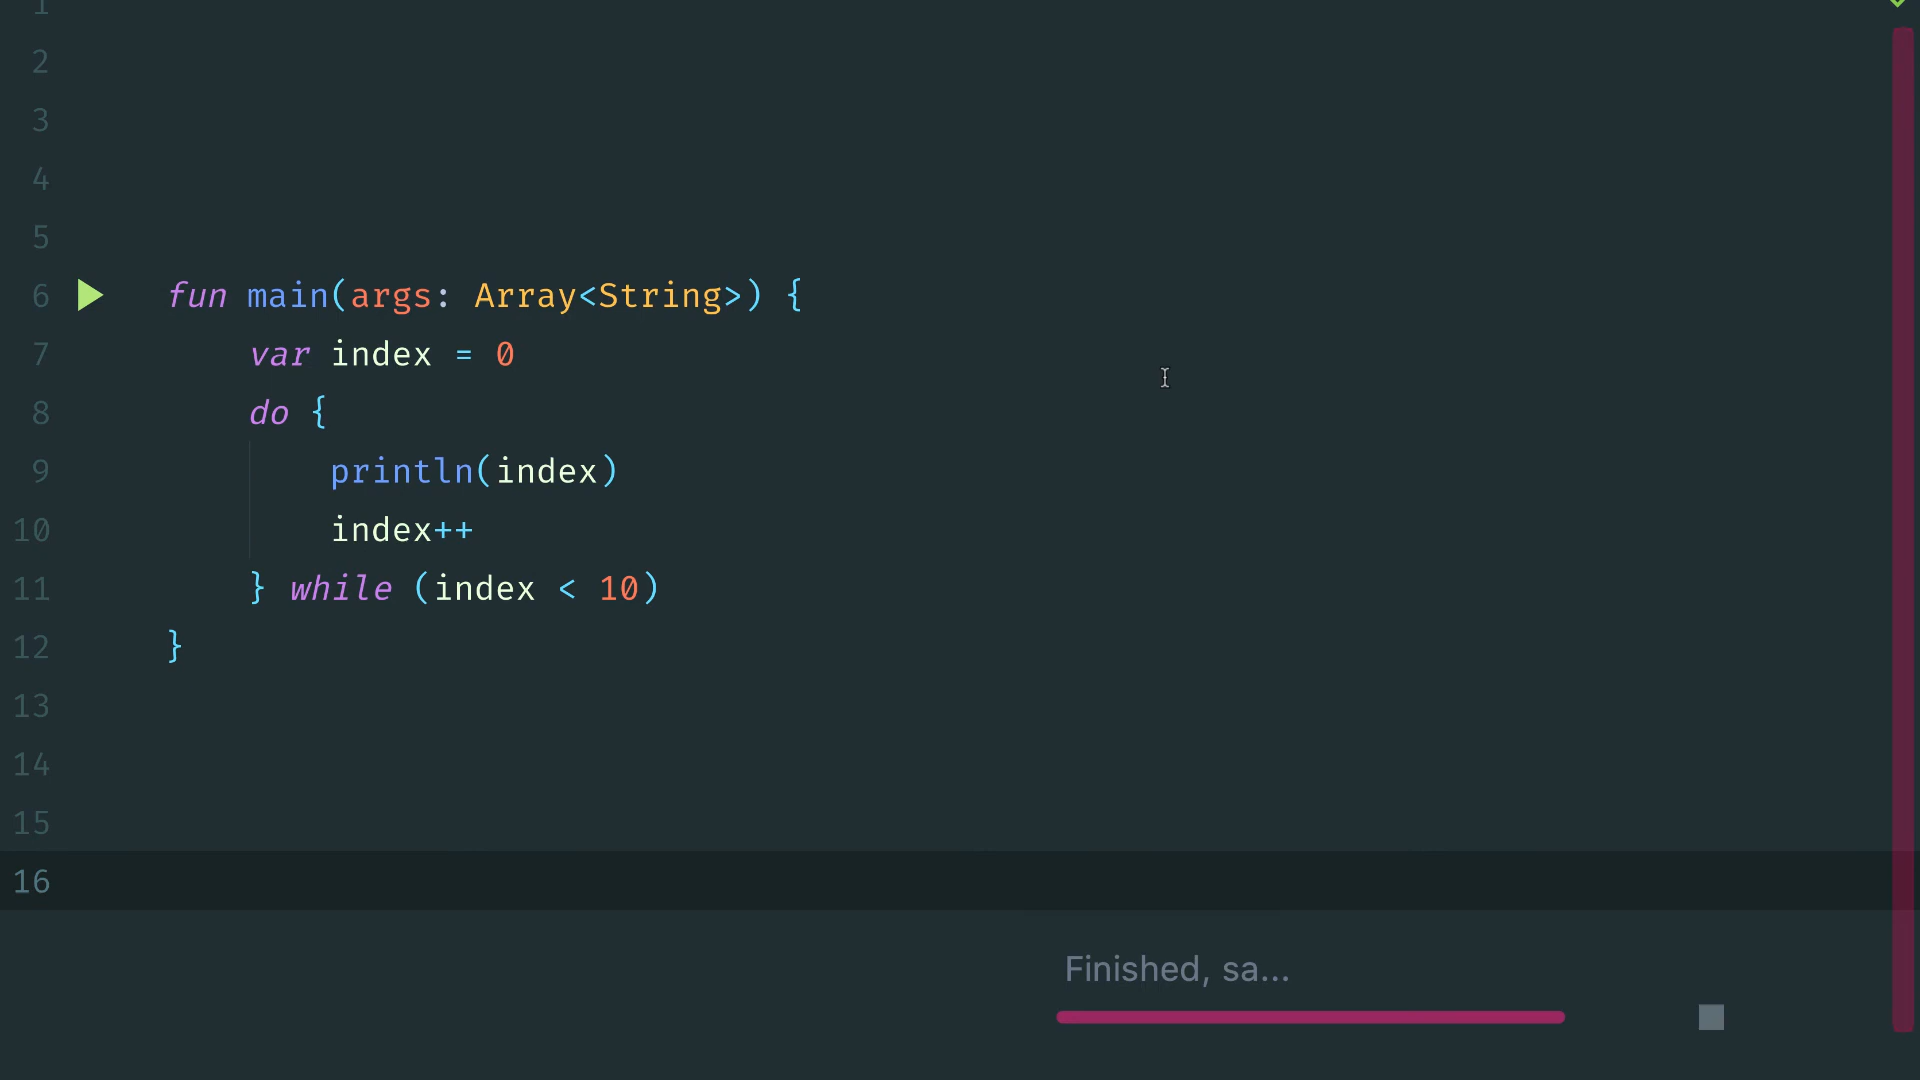 1
2
3
4
5
6 fun main(args: Array<String>) {
7 var index = 0
8 do {
9 println(index)
10 index++
11 } while (index < 10)
12 }
13
14
15
16
Finished, sa...